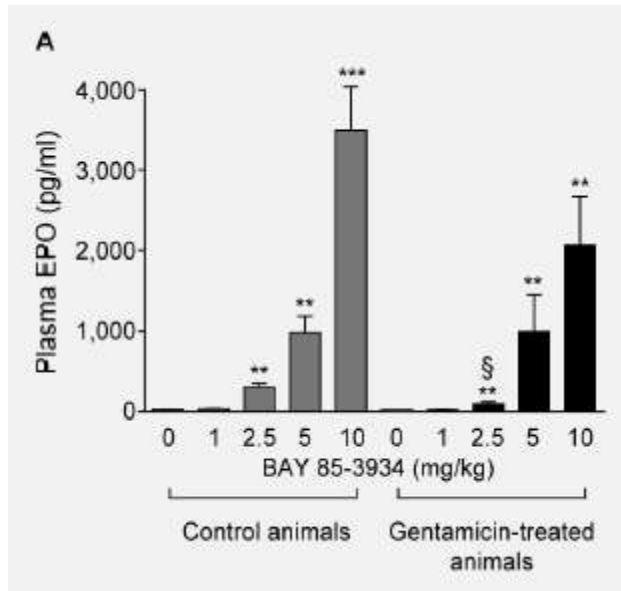 A
Plasma EPO (pg/ml)
4,000
3,000
2,000
1,000
0
***
**
**
**
**
§
**
0 1 2.5 5 10 0 1 2.5 5 10
BAY 85-3934 (mg/kg)
Control animals
Gentamicin-treated
animals